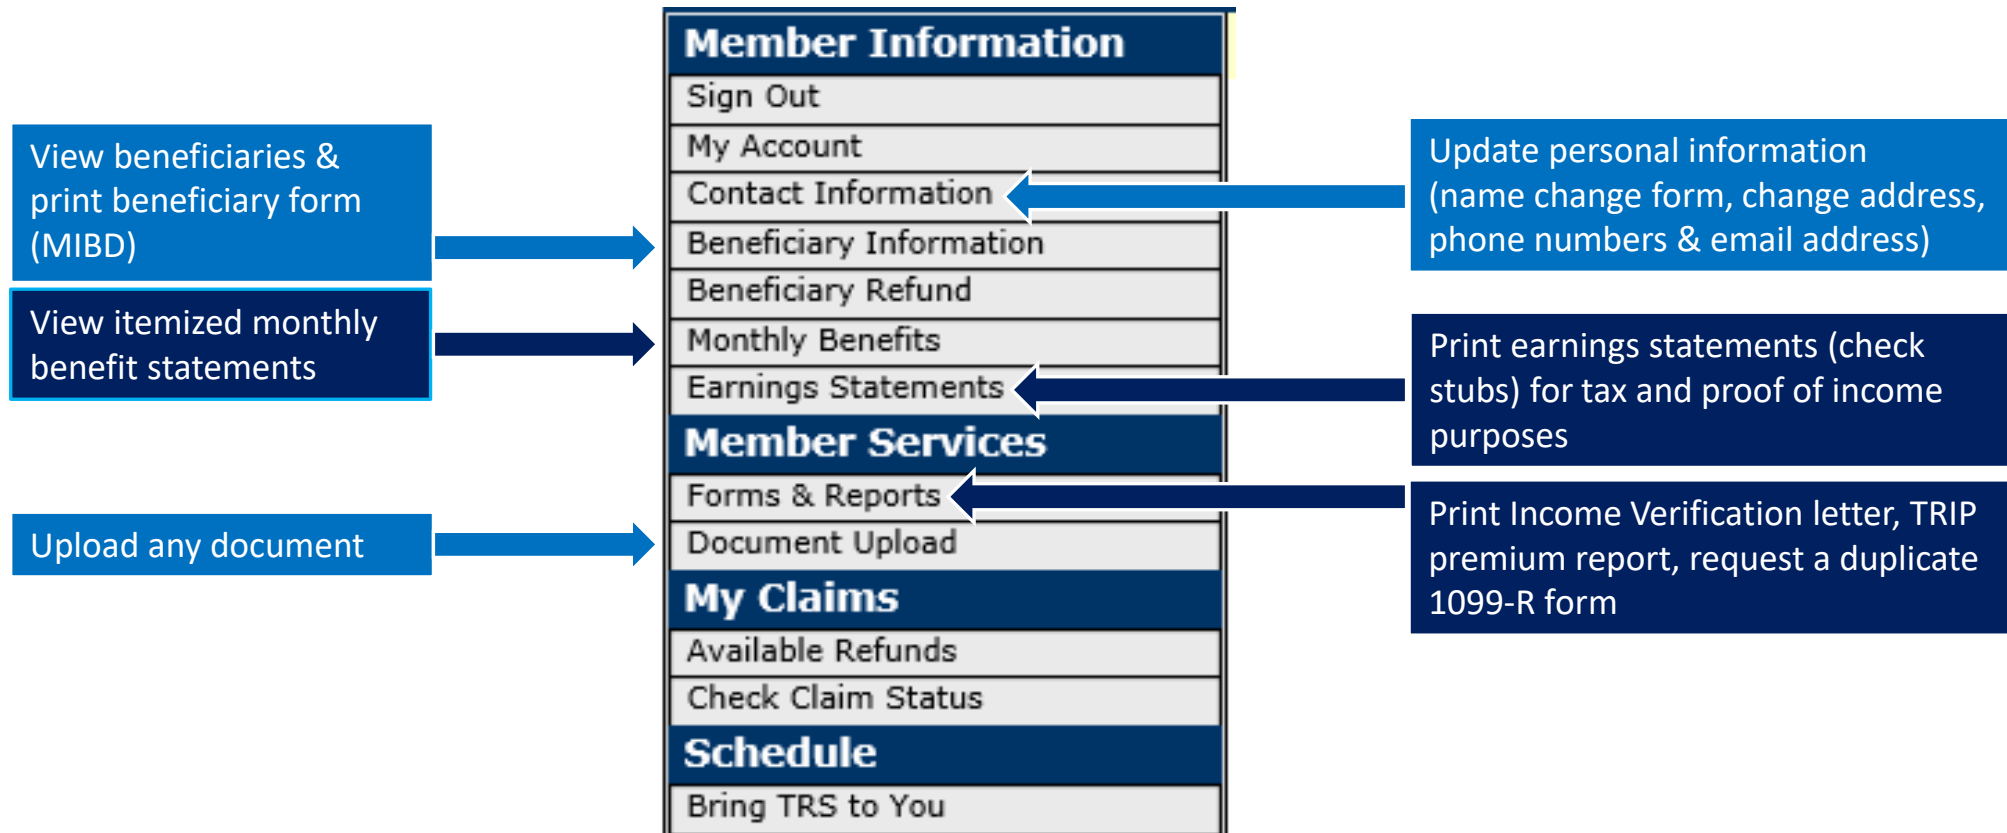 Member Information
Sign Out
My Account
Contact Information
Beneficiary Information
Beneficiary Refund
Monthly Benefits
Earnings Statements
Member Services
Forms & Reports
Document Upload
My Claims
Available Refunds
Check Claim Status
Schedule
Bring TRS to You
View beneficiaries &
print beneficiary form
(MIBD)
View itemized monthly
benefit statements
Upload any document
Update personal information
(name change form, change address,
phone numbers & email address)
Print earnings statements (check
stubs) for tax and proof of income
purposes
Print Income Verification letter, TRIP
premium report, request a duplicate
1099-R form